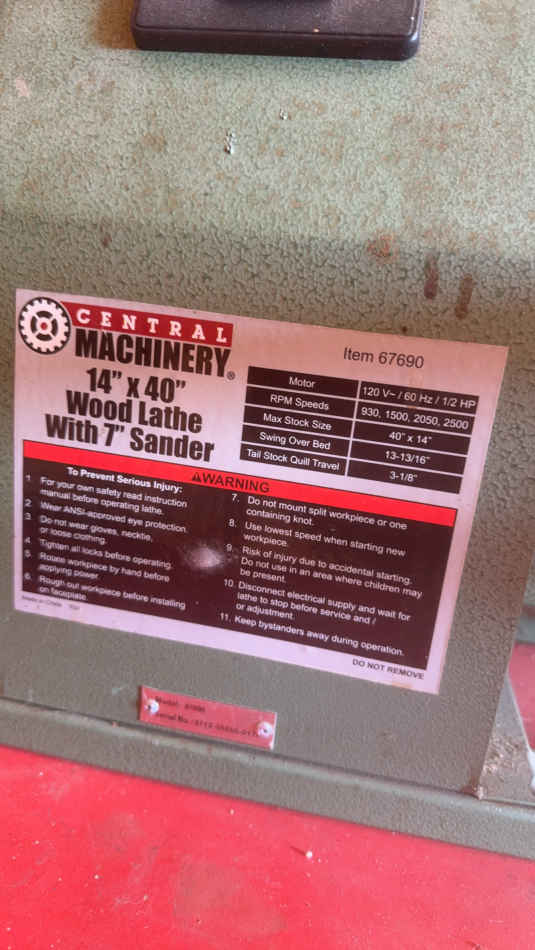 CENTRAL
MACHINERY®
14" x 40"
Wood Lathe
With 7" Sander
Item 67690
Motor 120 V~ / 60 Hz / 1/2 HP
RPM Speeds 930, 1500, 2050, 2500
Max Stock Size 40" x 14"
Swing Over Bed 13-13/16"
Tail Stock Quill Travel 3-1/8"
⚠WARNING
To Prevent Serious Injury:
1. For your own safety read instruction
manual before operating lathe.
2. Wear ANSI-approved eye protection.
3. Do not wear gloves, necktie,
or loose clothing.
4. Tighten all locks before operating.
5. Rotate workpiece by hand before
applying power.
6. Rough out workpiece before installing
on faceplate.
7. Do not mount split workpiece or one
containing knot.
8. Use lowest speed when starting new
workpiece.
9. Risk of injury due to accidental starting.
Do not use in an area where children may
be present.
10. Disconnect electrical supply and wait for
lathe to stop before service and /
or adjustment.
11. Keep bystanders away during operation.
Made in China
DO NOT REMOVE
Model:
Serial No.: